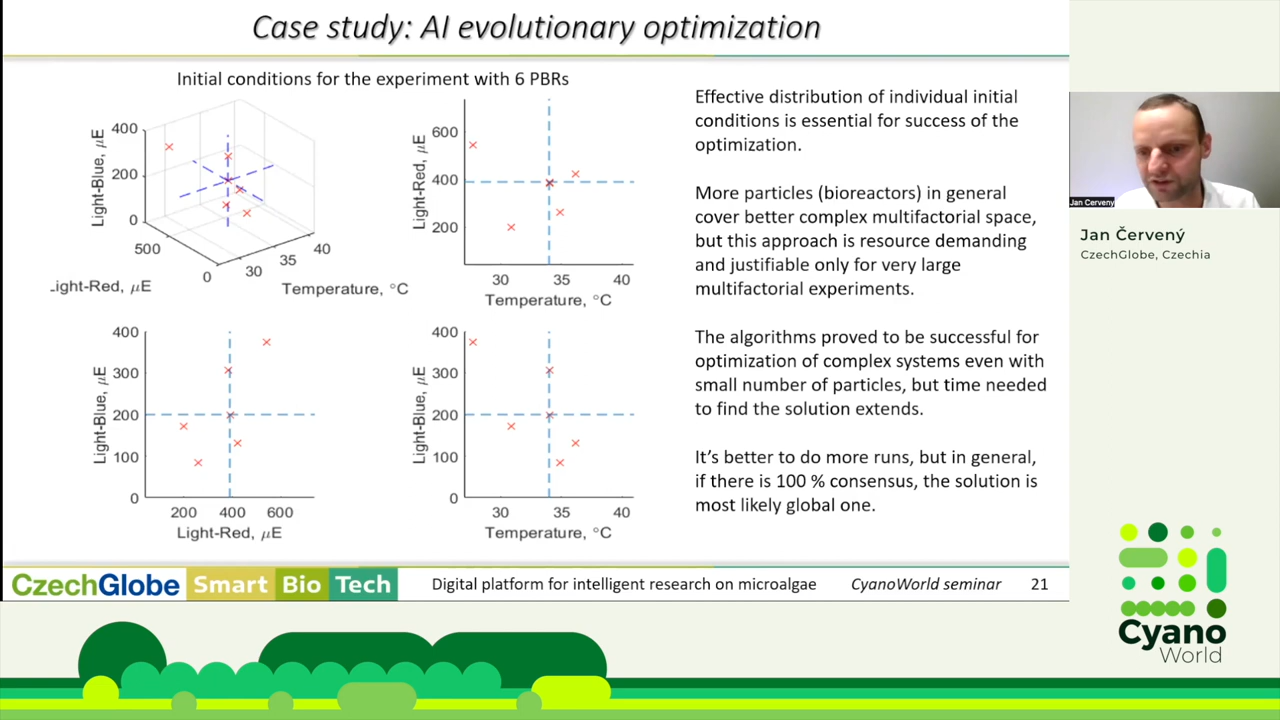 Case study: AI evolutionary optimization
Initial conditions for the experiment with 6 PBRs
400
200
0
Light-Blue, µE
500
0
30
35
40
.ight-Red, µE
Temperature, °C
600
400
200
Light-Red, µE
30
35
40
Temperature, °C
400
300
200
100
0
Light-Blue, µE
200
400
600
Light-Red, µE
400
300
200
100
0
Light-Blue, µE
30
35
40
Temperature, °C
Effective distribution of individual initial
conditions is essential for success of the
optimization.
More particles (bioreactors) in general
cover better complex multifactorial space,
but this approach is resource demanding
and justifiable only for very large
multifactorial experiments.
The algorithms proved to be successful for
optimization of complex systems even with
small number of particles, but time needed
to find the solution extends.
It's better to do more runs, but in general,
if there is 100 % consensus, the solution is
most likely global one.
Jan Cerveny
Jan Červený
CzechGlobe, Czechia
CzechGlobe Smart Bio Tech
Digital platform for intelligent research on microalgae
CyanoWorld seminar
21
Cyano
World